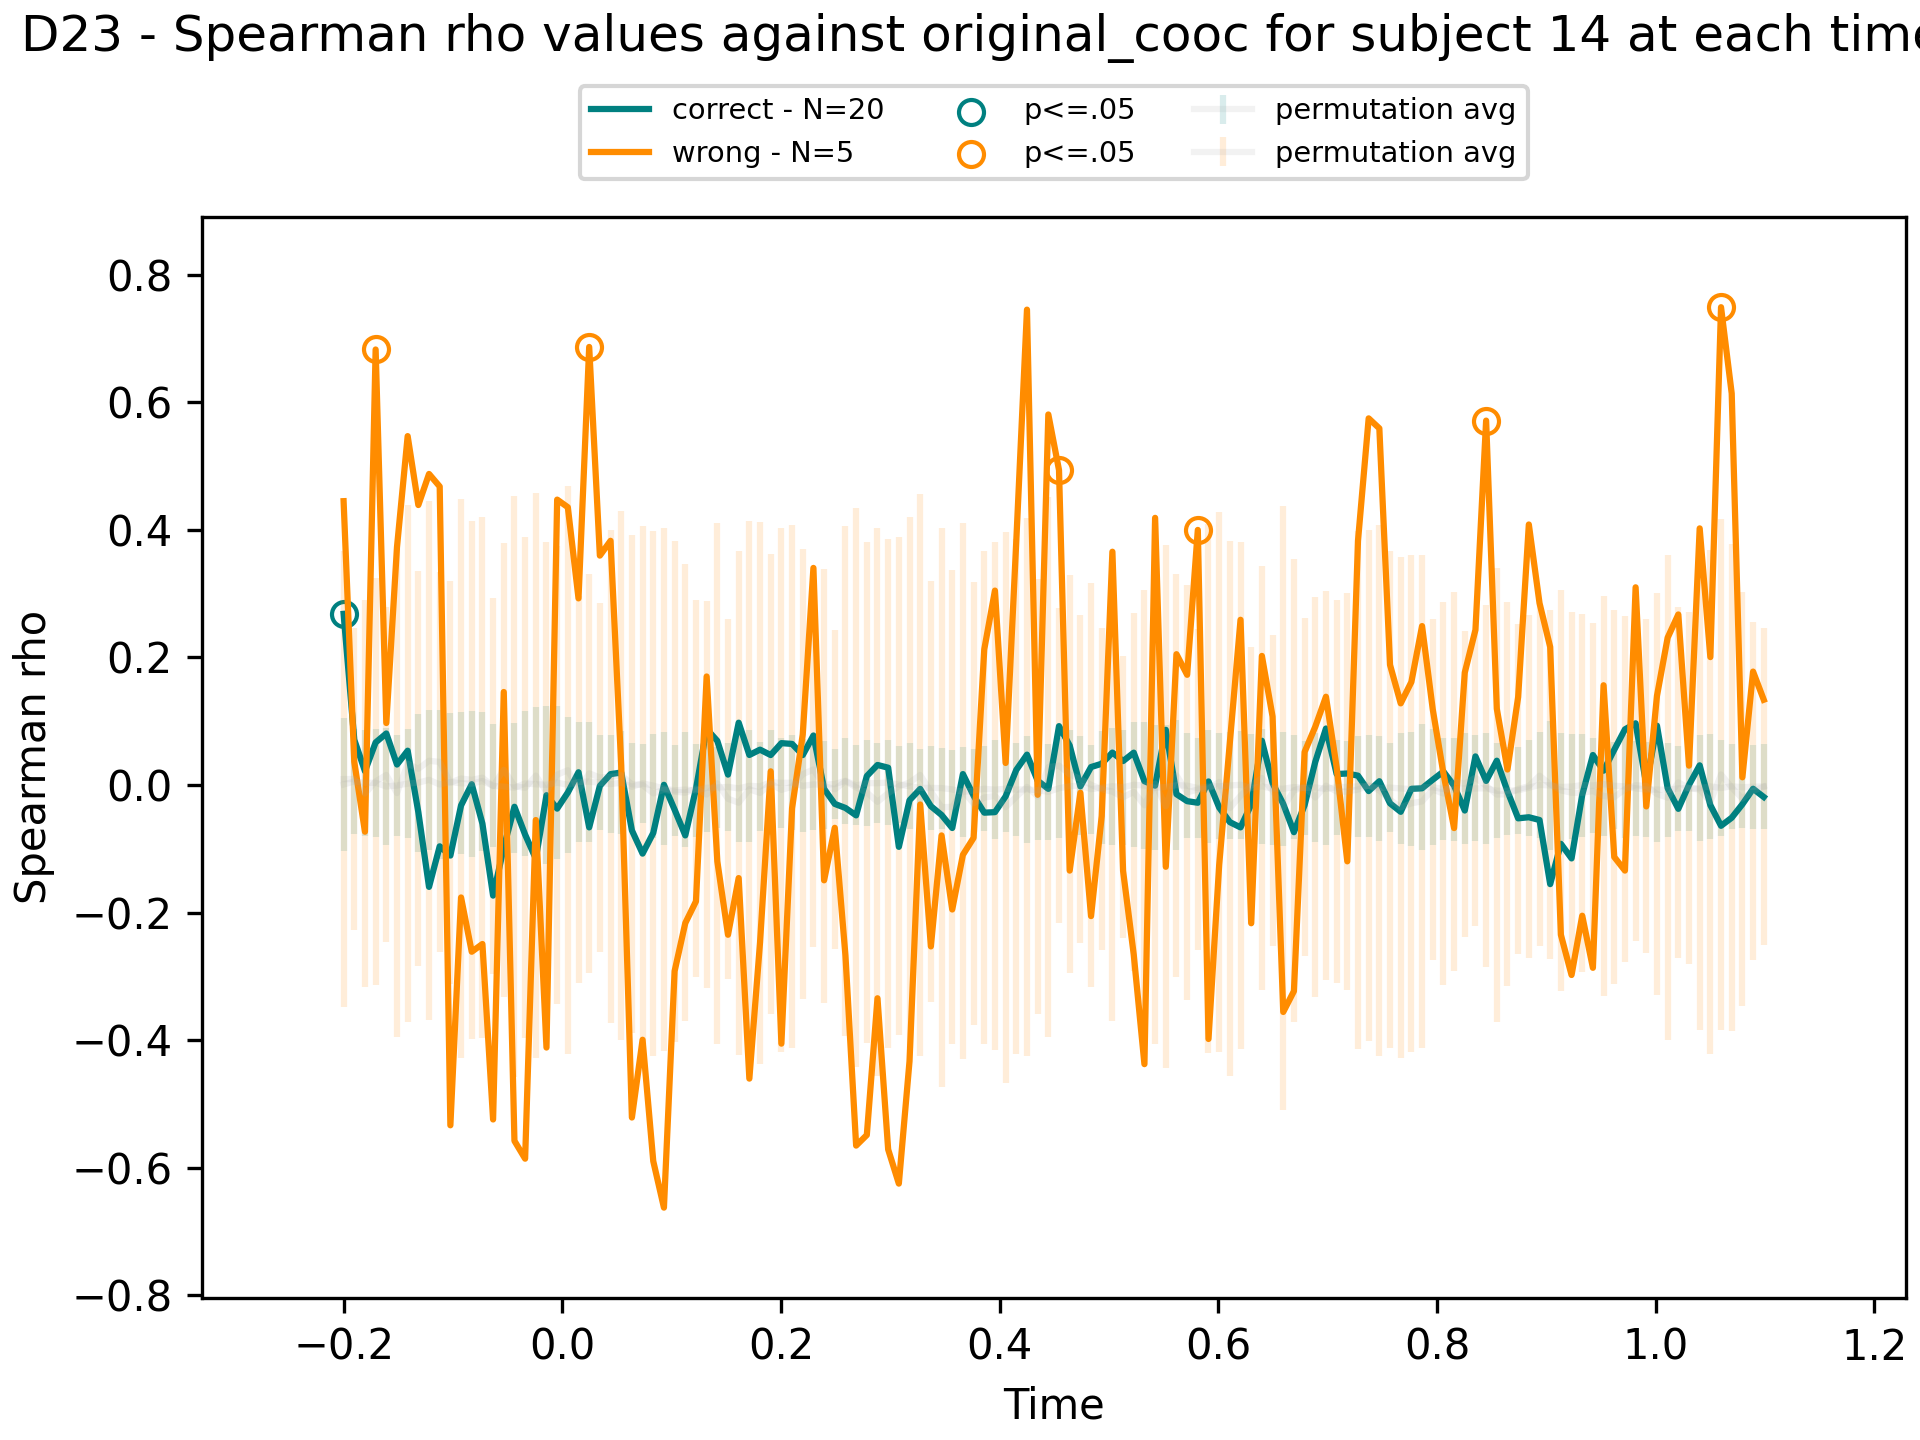 D23 - Spearman rho values against original_cooc for subject 14 at each time
correct - N=20
wrong - N=5
p<=.05
p<=.05
permutation avg
permutation avg
Spearman rho
0.8
0.6
0.4
0.2
0.0
−0.2
−0.4
−0.6
−0.8
−0.2 0.0 0.2 0.4 0.6 0.8 1.0 1.2
Time